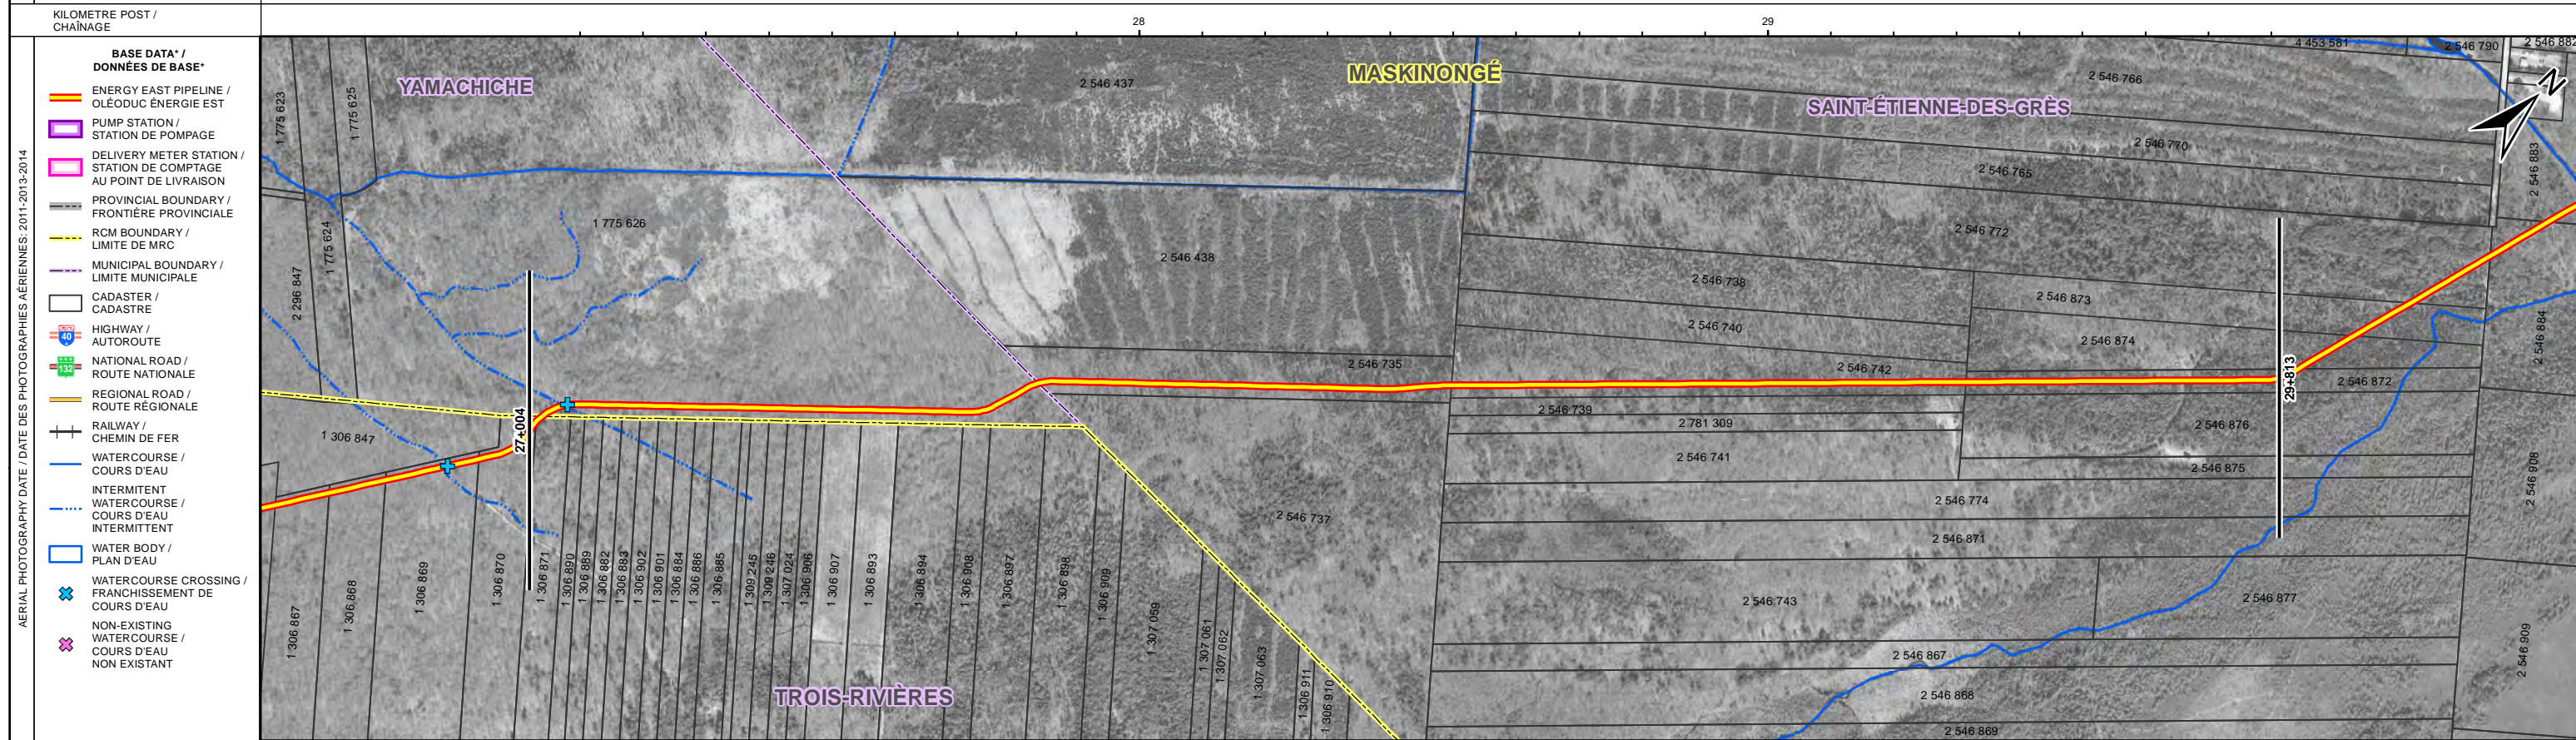 KILOMETRE POST /
CHAÎNAGE
28
29
AERIAL PHOTOGRAPHY DATE / DATE DES PHOTOGRAPHIES AÉRIENNES: 2011-2013-2014
BASE DATA* /
DONNÉES DE BASE*
ENERGY EAST PIPELINE /
OLÉODUC ÉNERGIE EST
PUMP STATION /
STATION DE POMPAGE
DELIVERY METER STATION /
STATION DE COMPTAGE
AU POINT DE LIVRAISON
PROVINCIAL BOUNDARY /
FRONTIÈRE PROVINCIALE
RCM BOUNDARY /
LIMITE DE MRC
MUNICIPAL BOUNDARY /
LIMITE MUNICIPALE
CADASTER /
CADASTRE
40
HIGHWAY /
AUTOROUTE
132
NATIONAL ROAD /
ROUTE NATIONALE
REGIONAL ROAD /
ROUTE RÉGIONALE
RAILWAY /
CHEMIN DE FER
WATERCOURSE /
COURS D'EAU
INTERMITENT
WATERCOURSE /
COURS D'EAU
INTERMITTENT
WATER BODY /
PLAN D'EAU
WATERCOURSE CROSSING /
FRANCHISSEMENT DE
COURS D'EAU
NON-EXISTING
WATERCOURSE /
COURS D'EAU
NON EXISTANT
YAMACHICHE
MASKINONGÉ
SAINT-ÉTIENNE-DES-GRÈS
TROIS-RIVIÈRES
N
1 775 623
1 775 625
1 775 624
2 296 847
1 775 626
2 546 437
2 546 438
4 453 581
2 546 790
2 546 882
2 546 766
2 546 770
2 546 765
2 546 883
2 546 772
2 546 738
2 546 873
2 546 740
2 546 874
2 546 884
2 546 735
2 546 742
2 546 872
29+813
27+004
2 546 739
2 781 309
2 546 876
2 546 741
2 546 875
2 546 908
2 546 774
2 546 737
2 546 871
2 546 743
2 546 877
2 546 867
2 546 909
2 546 868
2 546 869
1 306 847
1 306 867
1 306 868
1 306 869
1 306 870
1 306 871
1 306 890
1 306 889
1 306 882
1 306 883
1 306 902
1 306 901
1 306 884
1 306 886
1 306 885
1 309 245
1 309 246
1 307 024
1 306 906
1 306 907
1 306 893
1 306 894
1 306 908
1 306 897
1 306 898
1 306 909
1 307 059
1 307 061
1 307 062
1 307 063
1 306 911
1 306 910